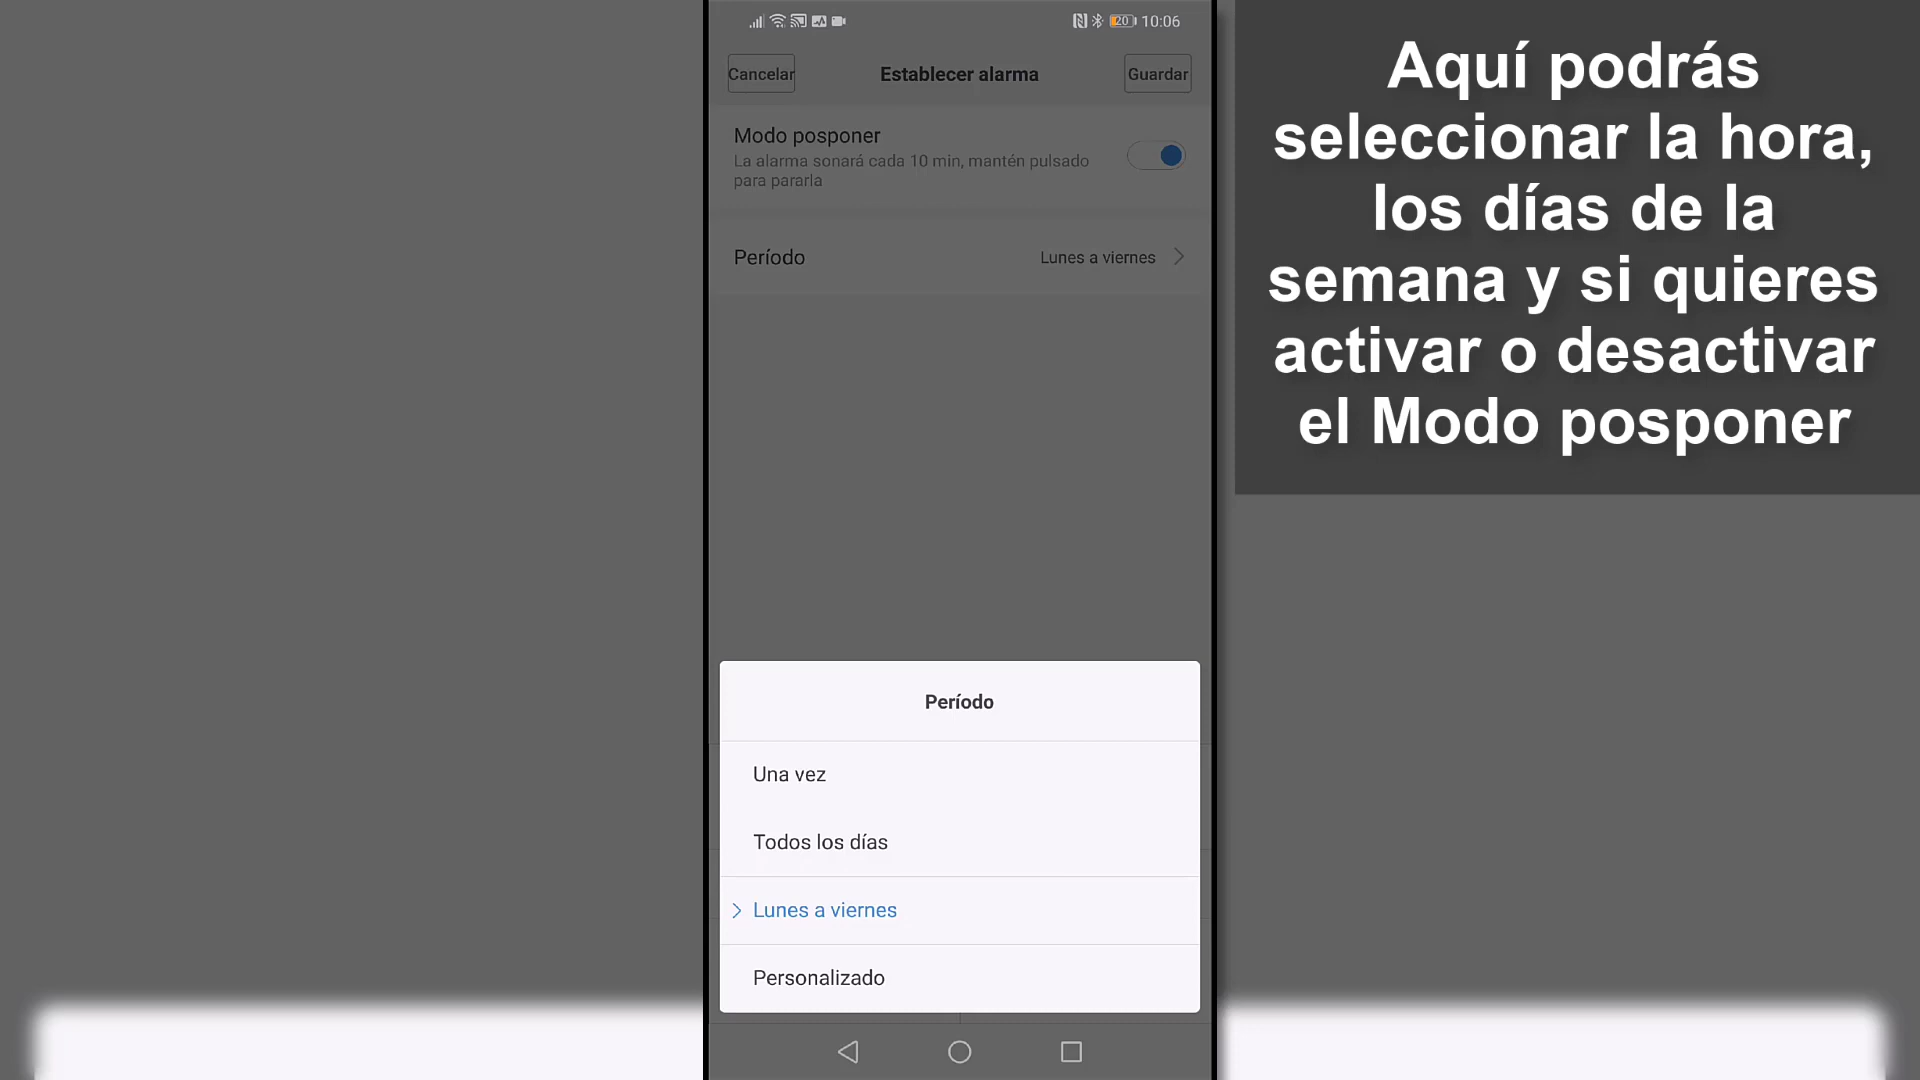 20 10:06
Cancelar Establecer alarma Guardar
Modo posponer
La alarma sonará cada 10 min, mantén pulsado
para pararla
Período Lunes a viernes
Período
Una vez
Todos los días
Lunes a viernes
Personalizado
Aquí podrás
seleccionar la hora,
los días de la
semana y si quieres
activar o desactivar
el Modo posponer